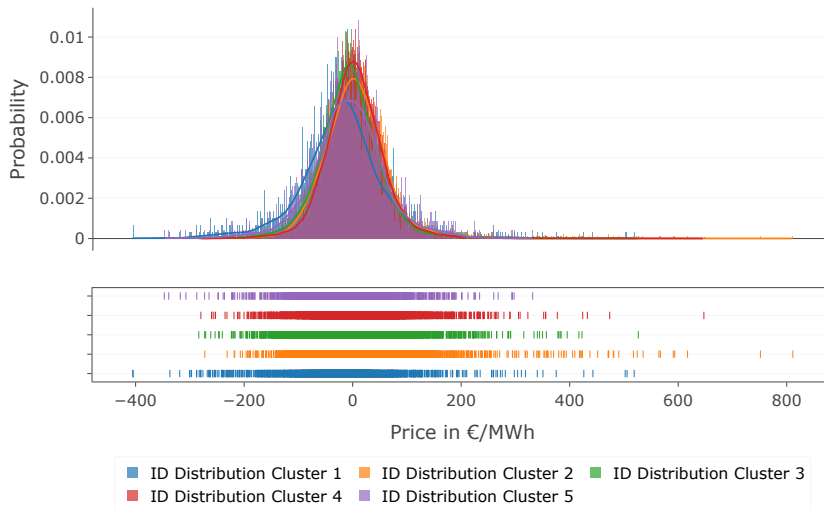 0.01
0.008
0.006
0.004
0.002
0
Probability
−400 −200 0 200 400 600 800
Price in €/MWh
ID Distribution Cluster 1 ID Distribution Cluster 2 ID Distribution Cluster 3
ID Distribution Cluster 4 ID Distribution Cluster 5